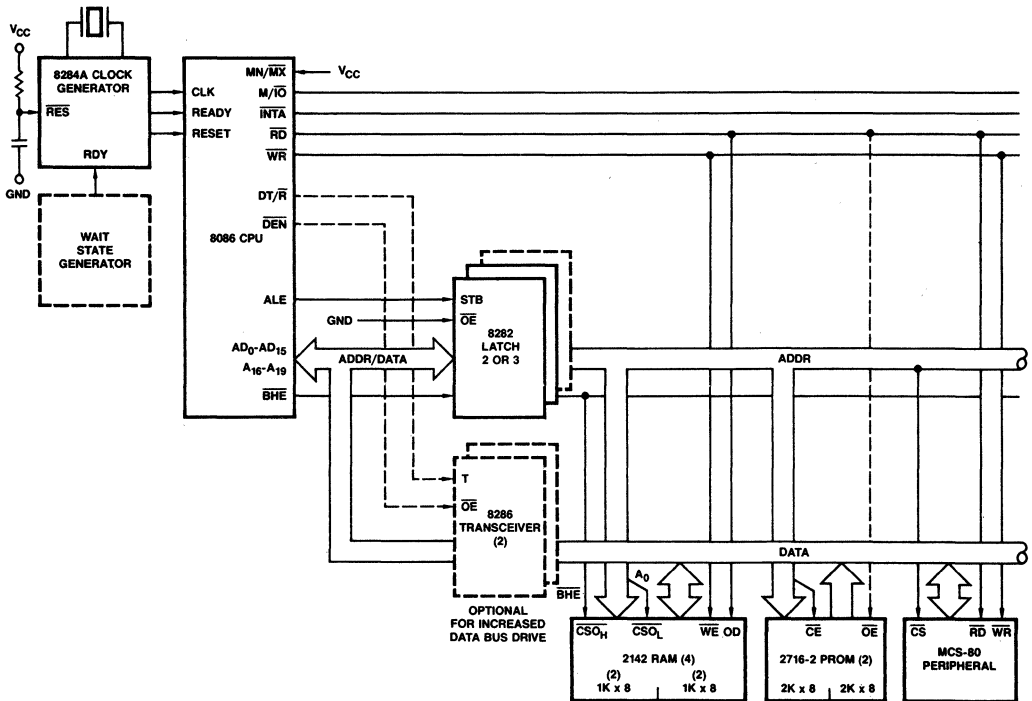 VCC
8284A CLOCK
GENERATOR
RES
RDY
GND
WAIT
STATE
GENERATOR
CLK
READY
RESET
8086 CPU
MN/MX
VCC
M/IO
INTA
RD
WR
DT/R
DEN
ALE
AD0-AD15
A16-A19
BHE
ADDR/DATA
GND
STB
OE
8282
LATCH
2 OR 3
ADDR
T
OE
8286
TRANSCEIVER
(2)
OPTIONAL
FOR INCREASED
DATA BUS DRIVE
DATA
BHE
A0
CSOH
CSOL
WE OD
2142 RAM (4)
(2)
(2)
1K x 8
1K x 8
CE
OE
2716-2 PROM (2)
2K x 8
2K x 8
CS
RD WR
MCS-80
PERIPHERAL